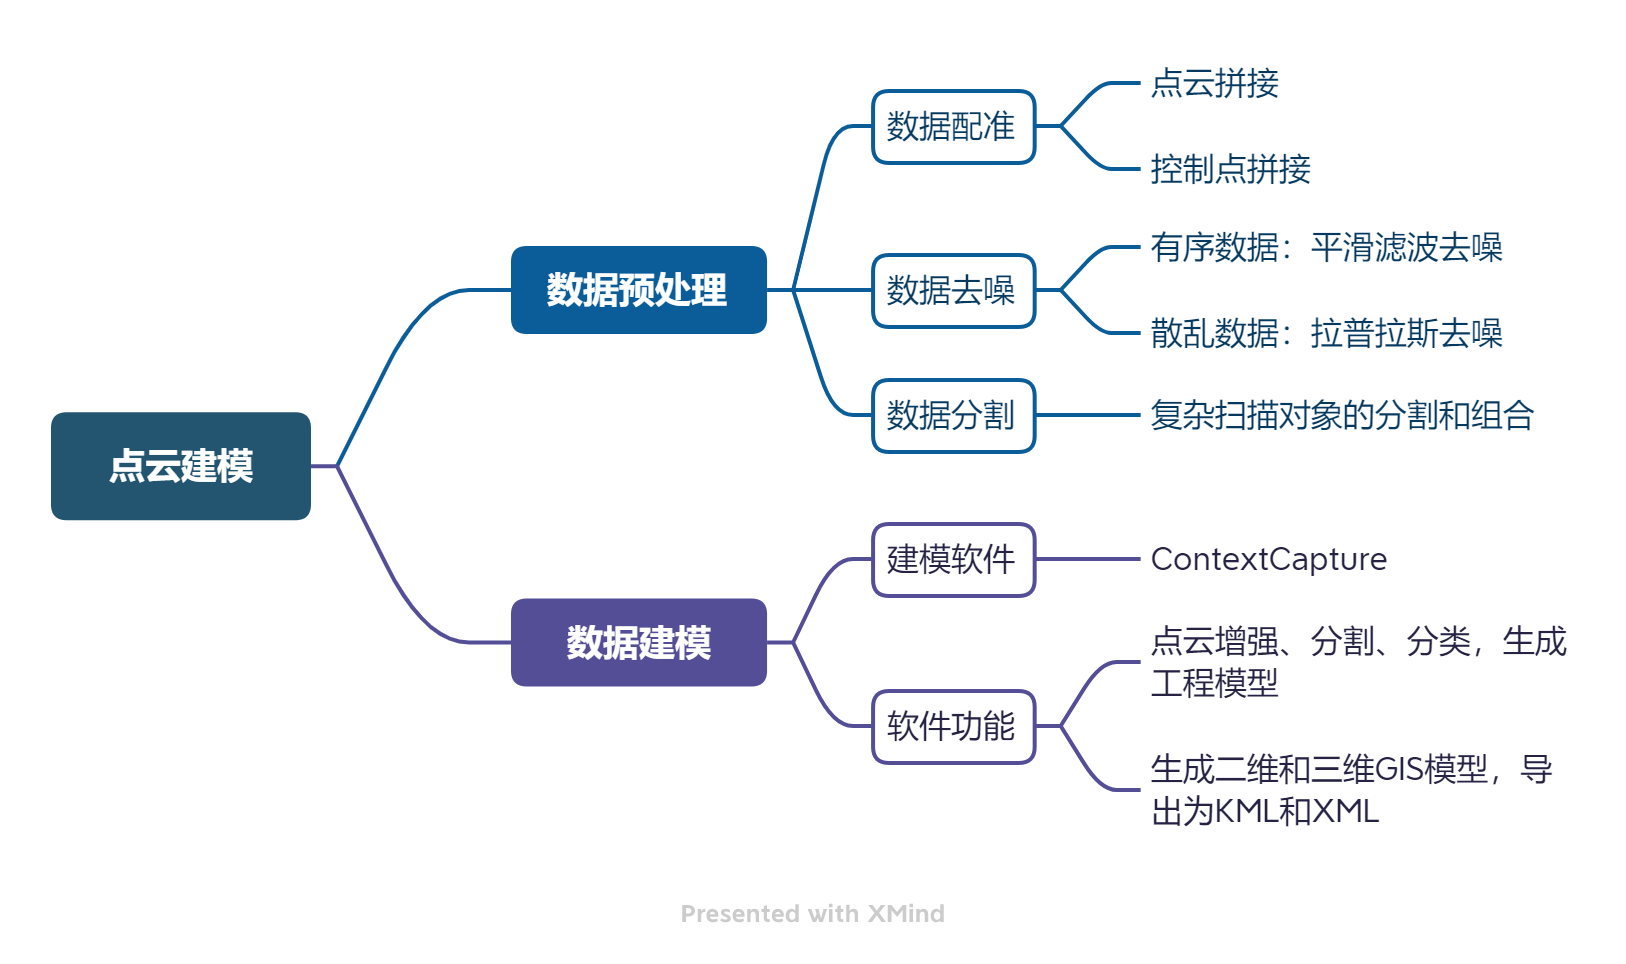 点云建模
数据预处理
数据配准
点云拼接
控制点拼接
数据去噪
有序数据：平滑滤波去噪
散乱数据：拉普拉斯去噪
数据分割
复杂扫描对象的分割和组合
数据建模
建模软件
ContextCapture
软件功能
点云增强、分割、分类，生成
工程模型
生成二维和三维GIS模型，导
出为KML和XML
Presented with XMind